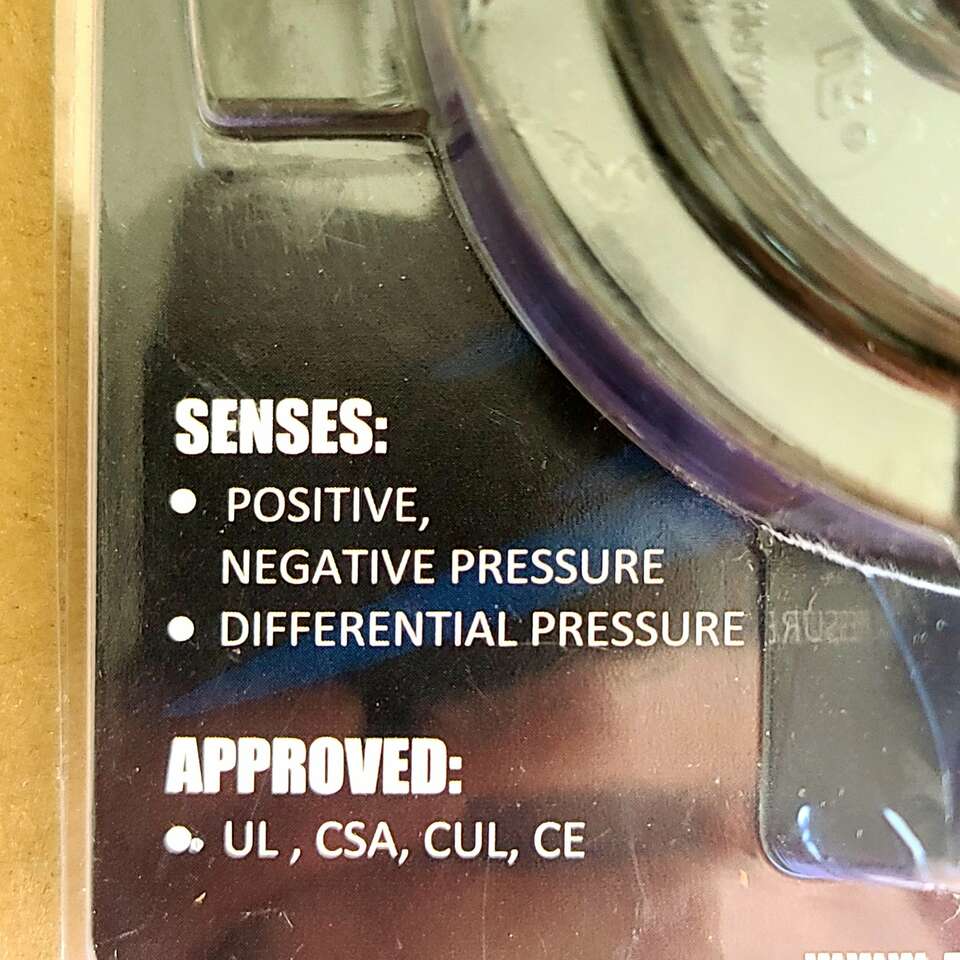 SENSES:
• POSITIVE,
NEGATIVE PRESSURE
• DIFFERENTIAL PRESSURE
APPROVED:
• UL , CSA, CUL, CE